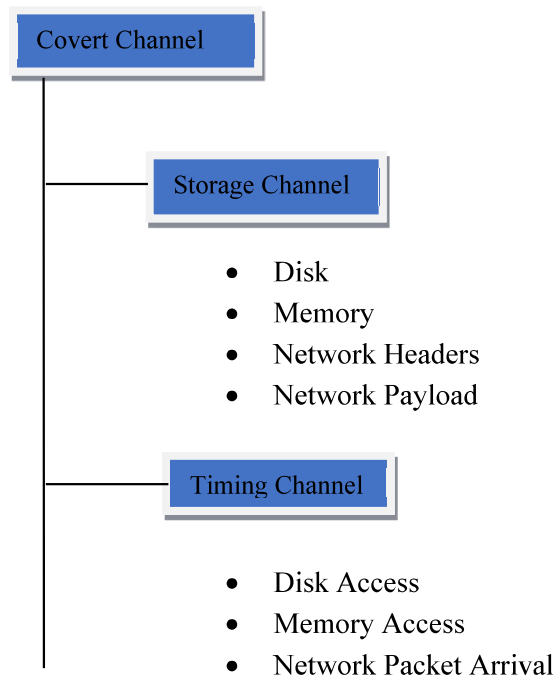 Covert Channel
Storage Channel
• Disk
• Memory
• Network Headers
• Network Payload
Timing Channel
• Disk Access
• Memory Access
• Network Packet Arrival